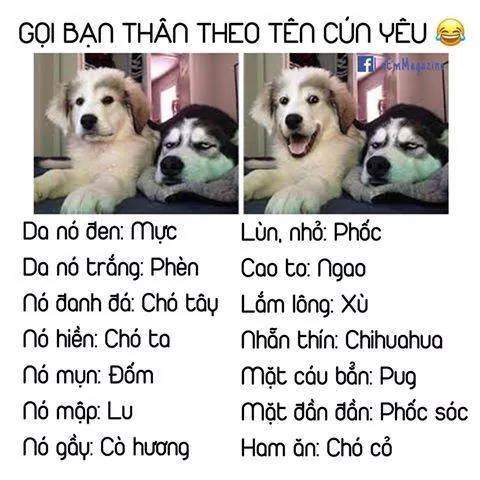 GỌI BẠN THÂN THEO TÊN CÚN YÊU 😂
Da nó đen: Mực
Da nó trắng: Phèn
Nó đanh đá: Chó tây
Nó hiền: Chó ta
Nó mụn: Đốm
Nó mập: Lu
Nó gầy: Cò hương
Lùn, nhỏ: Phốc
Cao to: Ngao
Lắm lông: Xù
Nhẵn thín: Chihuahua
Mặt cáu bẳn: Pug
Mặt đần đần: Phốc sóc
Ham ăn: Chó cỏ